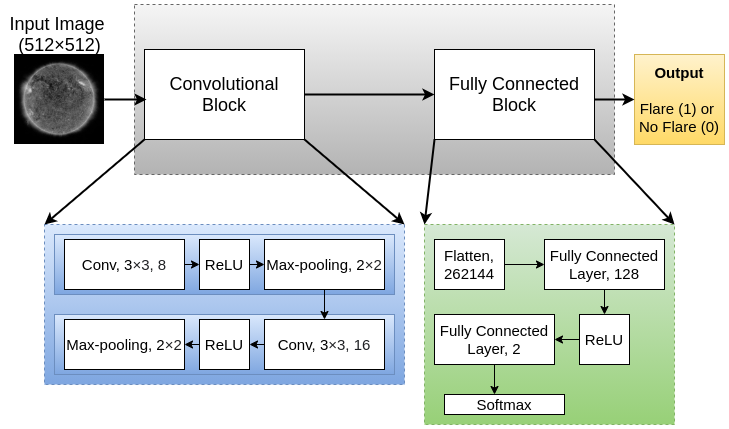 Input Image
(512×512)
Convolutional
Block
Fully Connected
Block
Output
Flare (1) or
No Flare (0)
Conv, 3×3, 8
ReLU
Max-pooling, 2×2
Max-pooling, 2×2
ReLU
Conv, 3×3, 16
Flatten,
262144
Fully Connected
Layer, 128
Fully Connected
Layer, 2
ReLU
Softmax